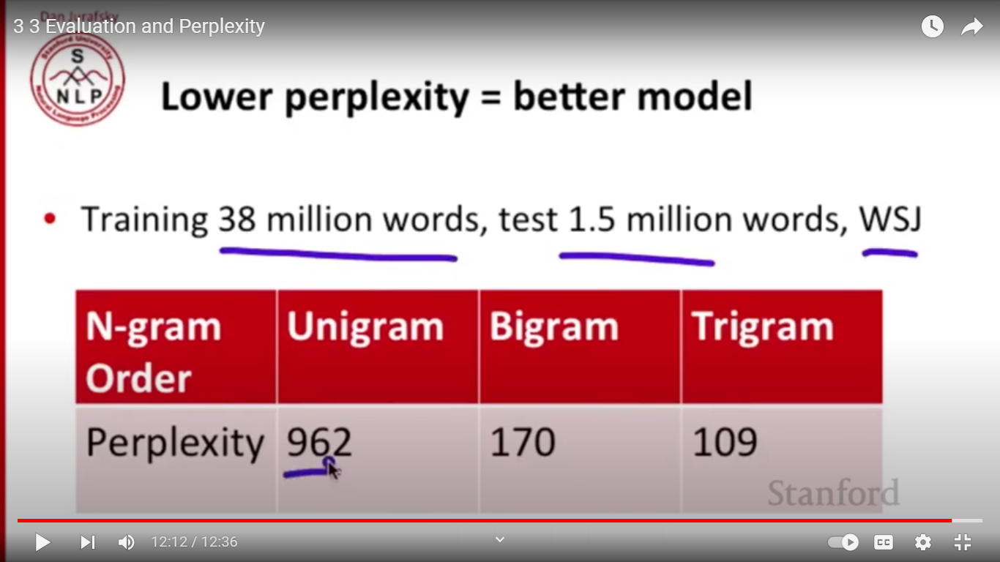 Dan Jurafsky
3 3 Evaluation and Perplexity
Stanford University
S
NLP
Natural Language Processing
Lower perplexity = better model
• Training 38 million words, test 1.5 million words, WSJ
N-gram Order Unigram Bigram Trigram
Perplexity 962 170 109
Stanford
12:12 / 12:36
CC